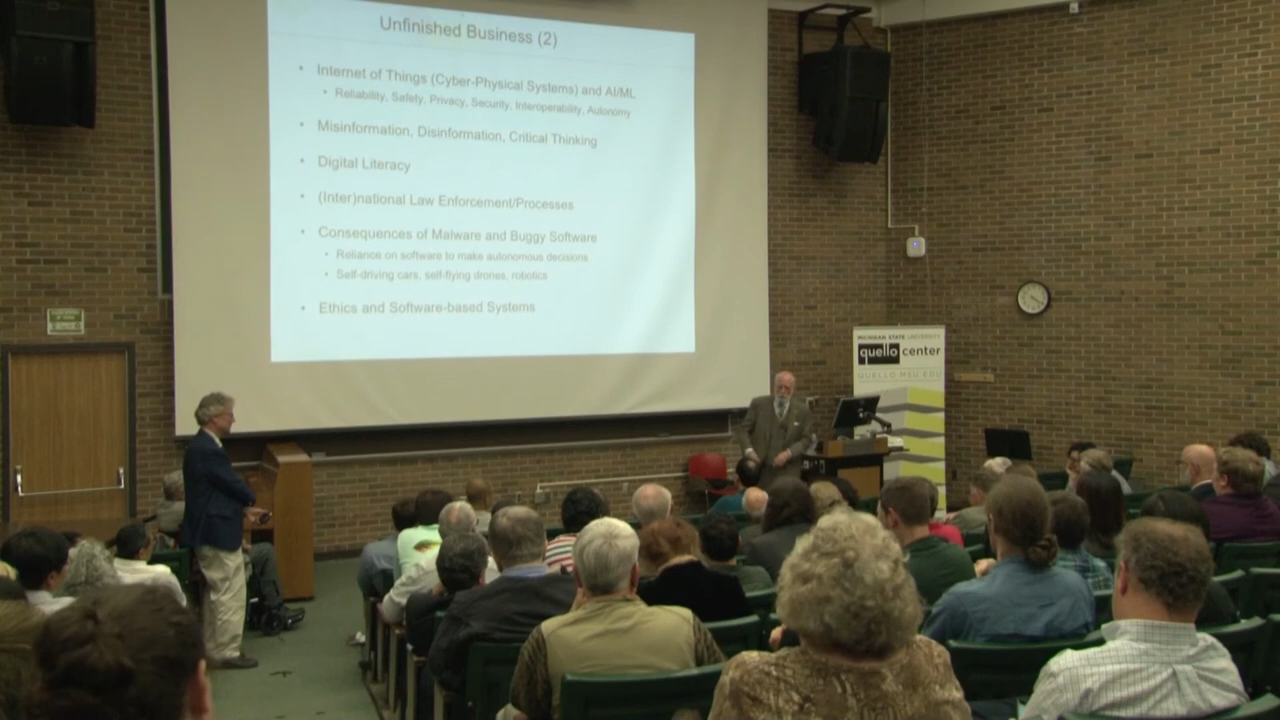 Unfinished Business (2)
• Internet of Things (Cyber-Physical Systems) and AI/ML
• Reliability, Safety, Privacy, Security, Interoperability, Autonomy
• Misinformation, Disinformation, Critical Thinking
• Digital Literacy
• (Inter)national Law Enforcement/Processes
• Consequences of Malware and Buggy Software
• Reliance on software to make autonomous decisions
• Self-driving cars, self-flying drones, robotics
• Ethics and Software-based Systems
MICHIGAN STATE UNIVERSITY
quello center
QUELLO.MSU.EDU